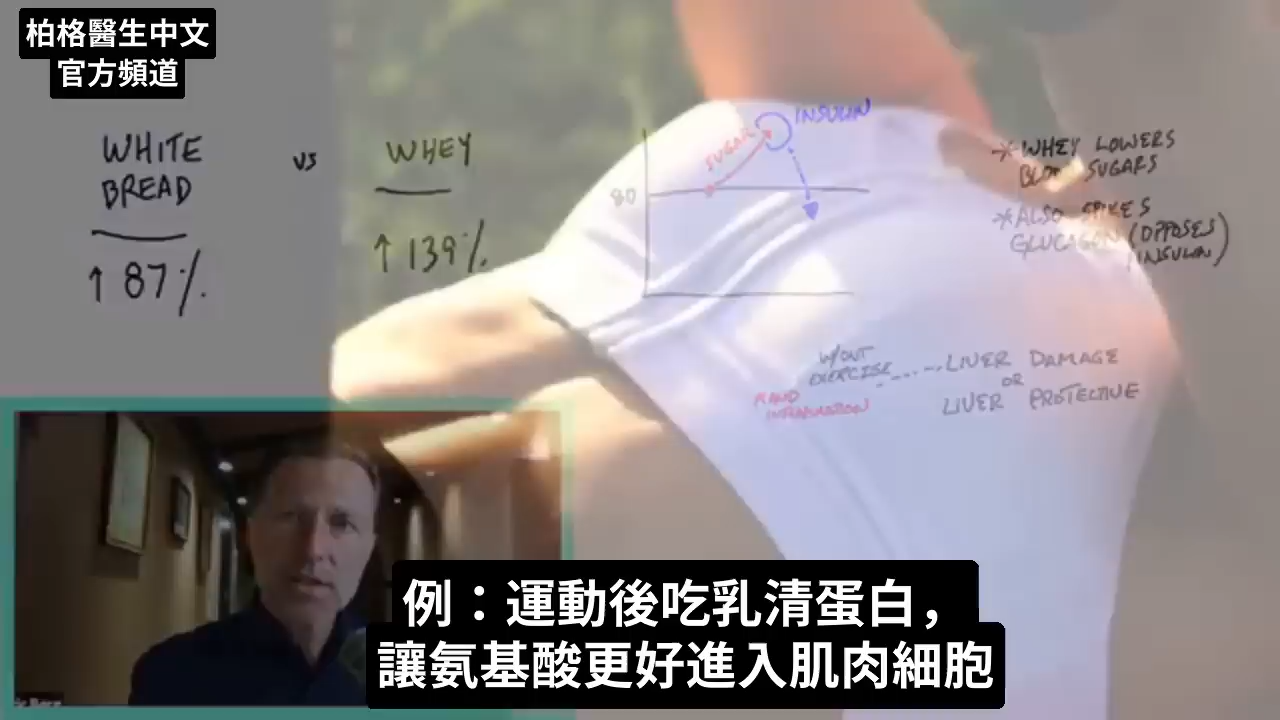 柏格醫生中文
官方頻道
WHITE
BREAD
↑ 87%.
vs
WHEY
↑ 139%.
80
SUGAR
INSULIN
* WHEY LOWERS
BLOOD SUGARS
* ALSO SPIKES
GLUCAGON (OPPOSES
INSULIN)
W/OUT
EXERCISE
LIVER DAMAGE
OR
LIVER PROTECTIVE
INFLAMMATION
例：運動後吃乳清蛋白，
讓氨基酸更好進入肌肉細胞